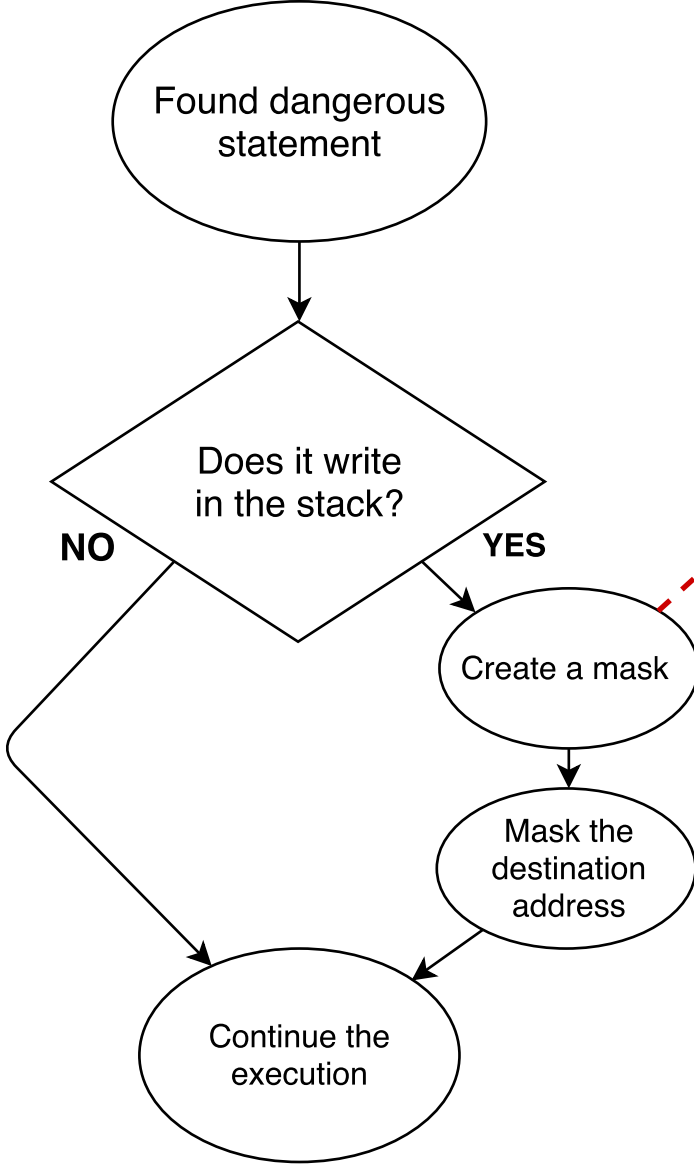 Found dangerous
statement
Does it write
in the stack?
NO
YES
Create a mask
Mask the
destination
address
Continue the
execution